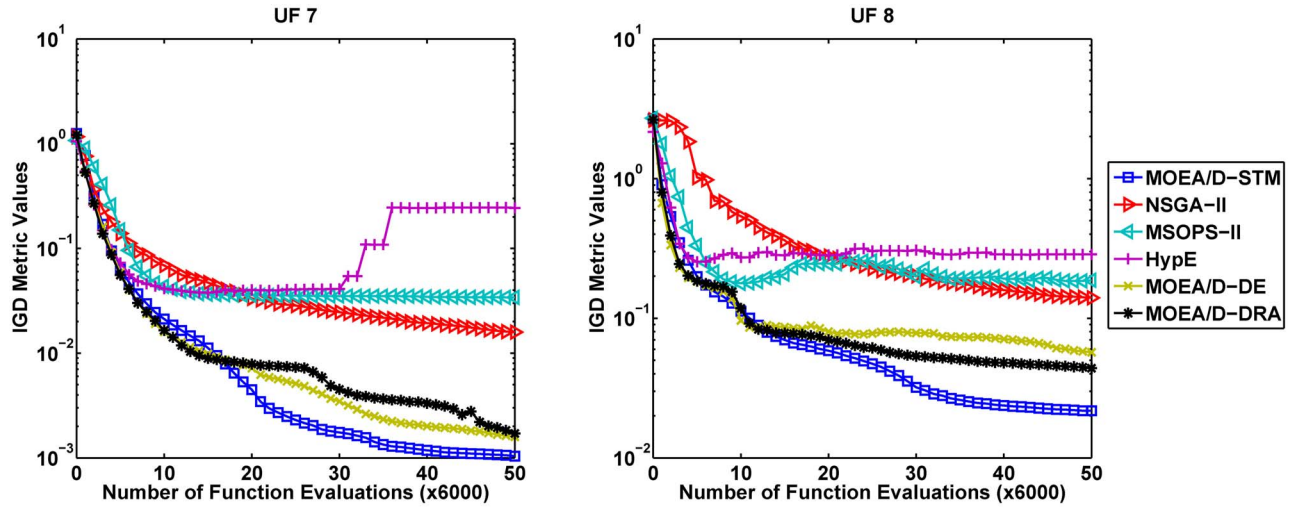 UF 7
IGD Metric Values
10^1
10^0
10^−1
10^−2
10^−3
0 10 20 30 40 50
Number of Function Evaluations (x6000)
UF 8
IGD Metric Values
10^1
10^0
10^−1
10^−2
0 10 20 30 40 50
Number of Function Evaluations (x6000)
MOEA/D−STM
NSGA−II
MSOPS−II
HypE
MOEA/D−DE
MOEA/D−DRA